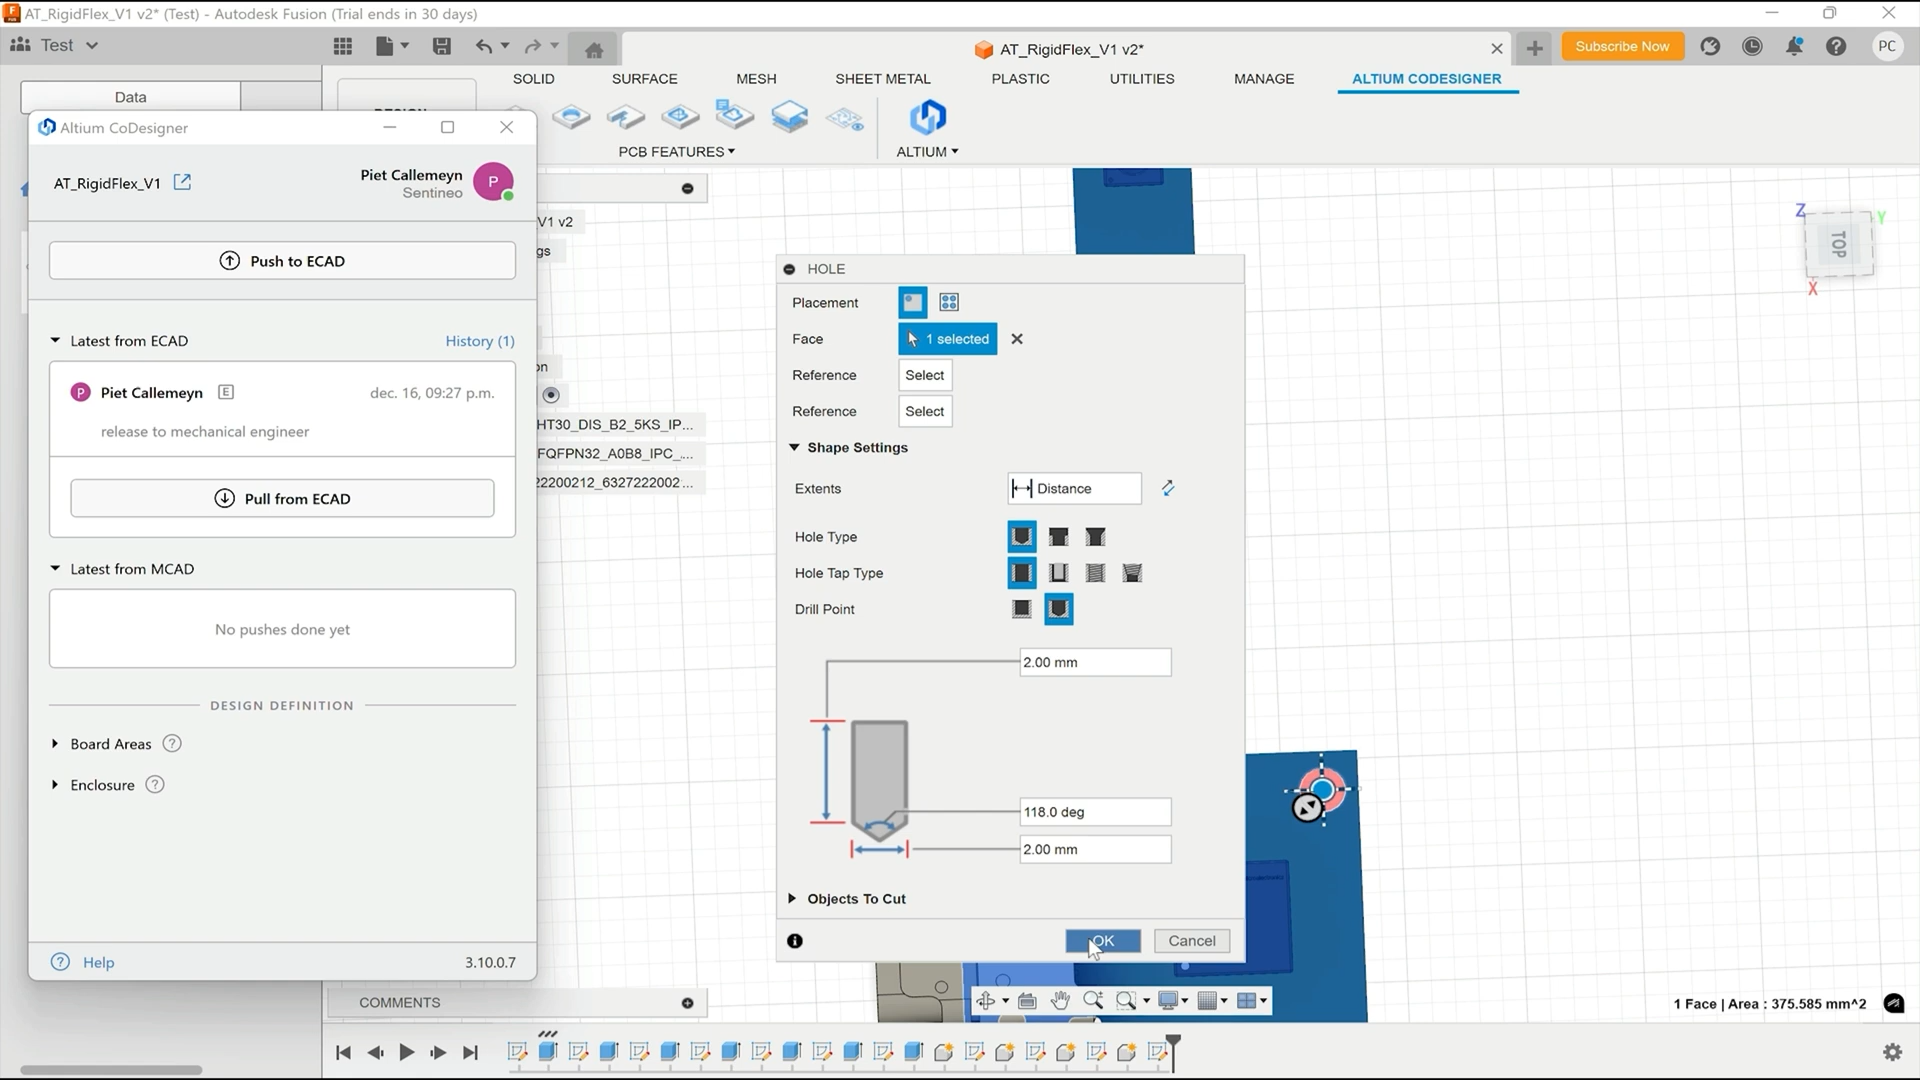 AT_RigidFlex_V1 v2* (Test) - Autodesk Fusion (Trial ends in 30 days)
Test
AT_RigidFlex_V1 v2*
Subscribe Now
PC
Data
SOLID
SURFACE
MESH
SHEET METAL
PLASTIC
UTILITIES
MANAGE
ALTIUM CODESIGNER
PCB FEATURES
ALTIUM
Altium CoDesigner
AT_RigidFlex_V1
Piet Callemeyn
Sentineo
P
Push to ECAD
Latest from ECAD
History (1)
P
Piet Callemeyn
E
dec. 16, 09:27 p.m.
release to mechanical engineer
Pull from ECAD
Latest from MCAD
No pushes done yet
DESIGN DEFINITION
Board Areas
Enclosure
Help
3.10.0.7
V1 v2
gs
on
HT30_DIS_B2_5KS_IP...
FQFPN32_A0B8_IPC_...
22200212_6327222002...
COMMENTS
HOLE
Placement
Face
1 selected
Reference
Select
Reference
Select
Shape Settings
Extents
Distance
Hole Type
Hole Tap Type
Drill Point
2.00 mm
118.0 deg
2.00 mm
Objects To Cut
OK
Cancel
Z
Y
TOP
X
1 Face | Area : 375.585 mm^2